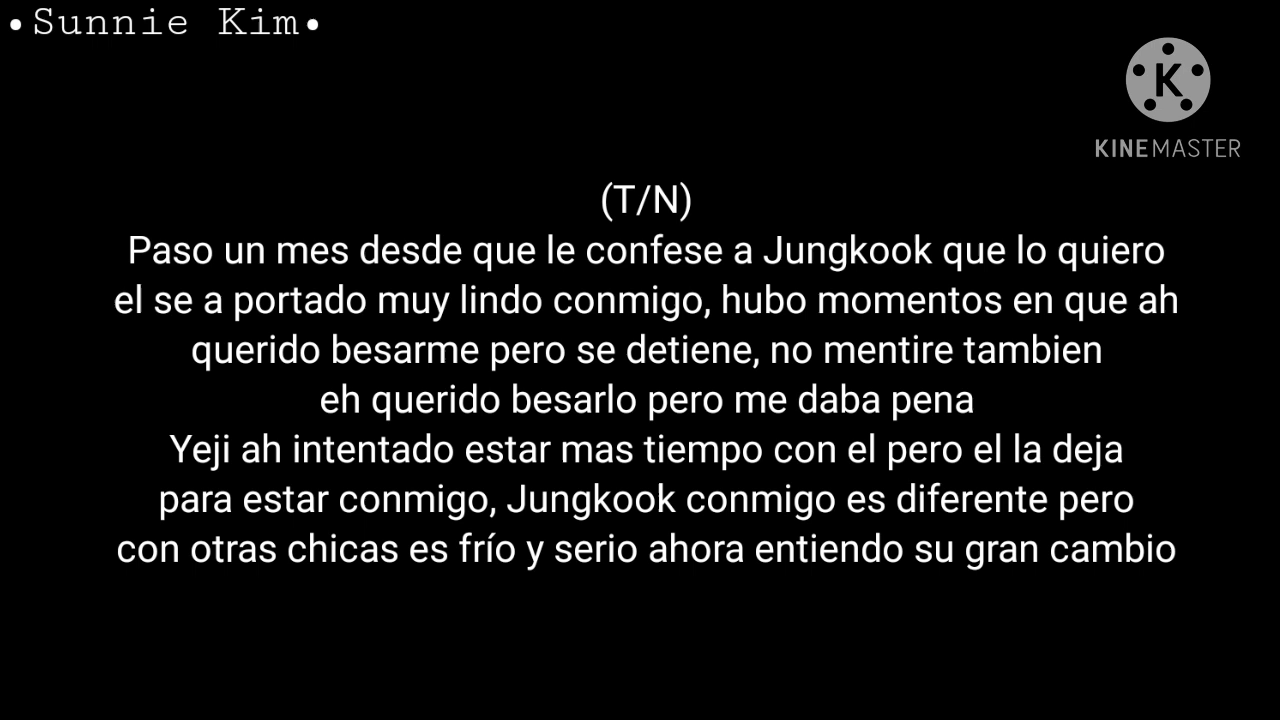 •Sunnie Kim•
K
KINEMASTER
(T/N)
Paso un mes desde que le confese a Jungkook que lo quiero
el se a portado muy lindo conmigo, hubo momentos en que ah
querido besarme pero se detiene, no mentire tambien
eh querido besarlo pero me daba pena
Yeji ah intentado estar mas tiempo con el pero el la deja
para estar conmigo, Jungkook conmigo es diferente pero
con otras chicas es frío y serio ahora entiendo su gran cambio